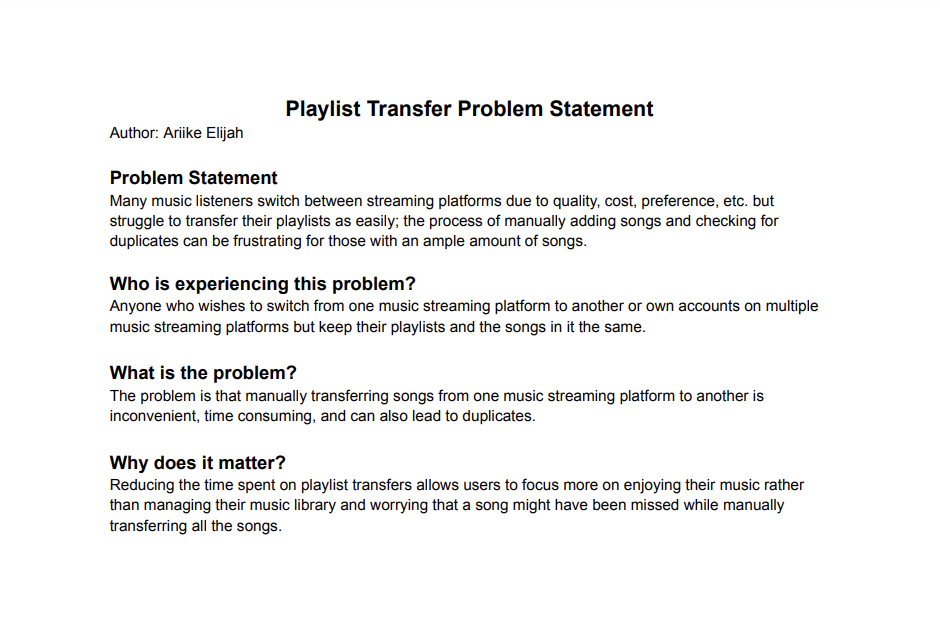 Playlist Transfer Problem Statement
Author: Ariike Elijah
Problem Statement
Many music listeners switch between streaming platforms due to quality, cost, preference, etc. but
struggle to transfer their playlists as easily; the process of manually adding songs and checking for
duplicates can be frustrating for those with an ample amount of songs.
Who is experiencing this problem?
Anyone who wishes to switch from one music streaming platform to another or own accounts on multiple
music streaming platforms but keep their playlists and the songs in it the same.
What is the problem?
The problem is that manually transferring songs from one music streaming platform to another is
inconvenient, time consuming, and can also lead to duplicates.
Why does it matter?
Reducing the time spent on playlist transfers allows users to focus more on enjoying their music rather
than managing their music library and worrying that a song might have been missed while manually
transferring all the songs.